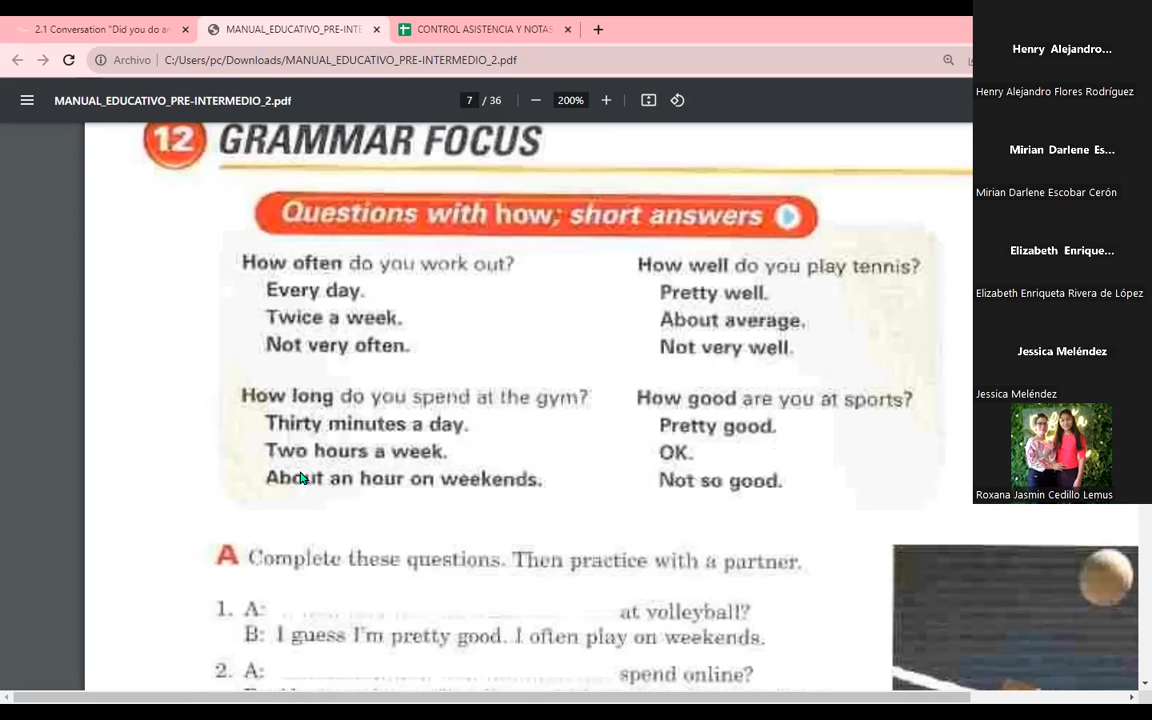 2.1 Conversation "Did you do an
MANUAL_EDUCATIVO_PRE-INTE
CONTROL ASISTENCIA Y NOTAS
Archivo
C:/Users/pc/Downloads/MANUAL_EDUCATIVO_PRE-INTERMEDIO_2.pdf
MANUAL_EDUCATIVO_PRE-INTERMEDIO_2.pdf
7 / 36
200%
12 GRAMMAR FOCUS
Questions with how; short answers
How often do you work out?
Every day.
Twice a week.
Not very often.
How long do you spend at the gym?
Thirty minutes a day.
Two hours a week.
About an hour on weekends.
How well do you play tennis?
Pretty well.
About average.
Not very well.
How good are you at sports?
Pretty good.
OK.
Not so good.
A Complete these questions. Then practice with a partner.
1. A: at volleyball?
B: I guess I'm pretty good. I often play on weekends.
2. A: spend online?
Henry Alejandro...
Henry Alejandro Flores Rodríguez
Mirian Darlene Es...
Mirian Darlene Escobar Cerón
Elizabeth Enrique...
Elizabeth Enriqueta Rivera de López
Jessica Meléndez
Jessica Meléndez
Roxana Jasmin Cedillo Lemus